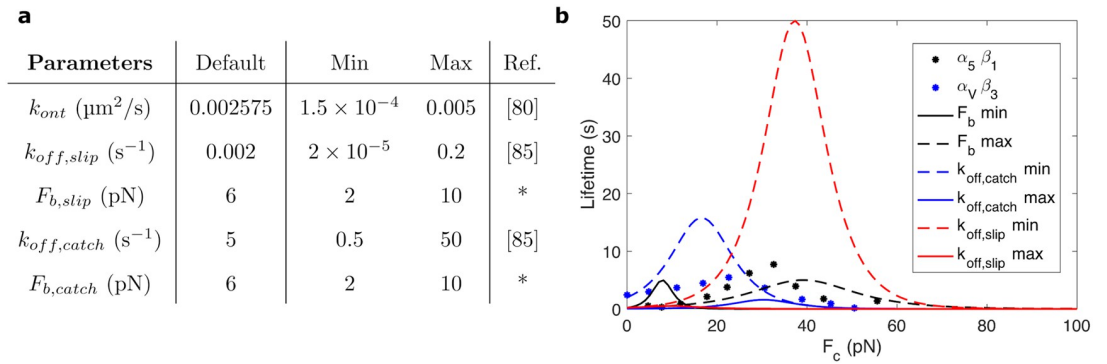 a
Parameters Default Min Max Ref.
k_ont (µm²/s) 0.002575 1.5 × 10⁻⁴ 0.005 [80]
k_off,slip (s⁻¹) 0.002 2 × 10⁻⁵ 0.2 [85]
F_b,slip (pN) 6 2 10 *
k_off,catch (s⁻¹) 5 0.5 50 [85]
F_b,catch (pN) 6 2 10 *
b
50
40
30
20
10
0
Lifetime (s)
0 20 40 60 80 100
F_c (pN)
α_5 β_1
α_V β_3
F_b min
F_b max
k_off,catch min
k_off,catch max
k_off,slip min
k_off,slip max